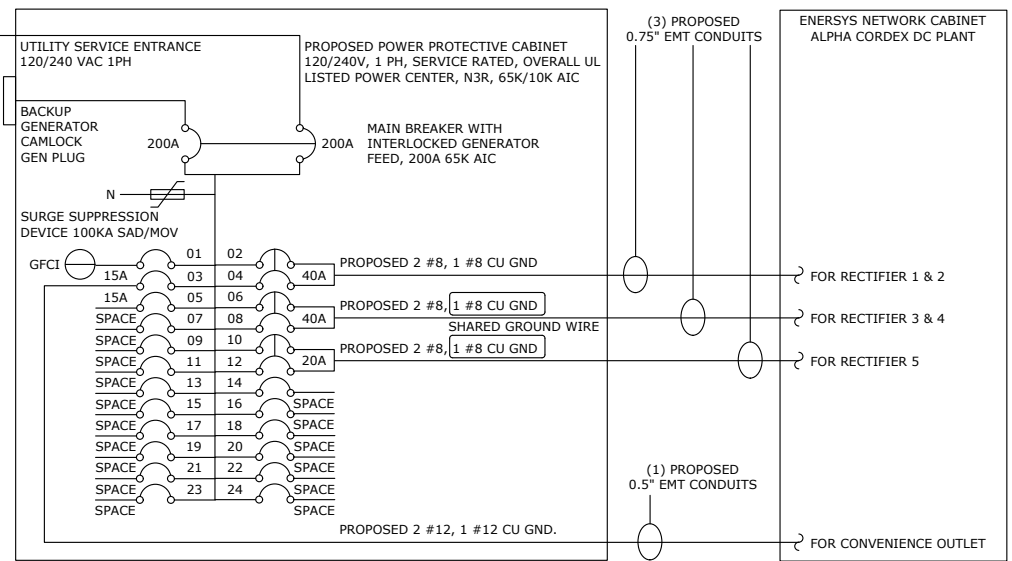 (3) PROPOSED
0.75" EMT CONDUITS
ENERSYS NETWORK CABINET
ALPHA CORDEX DC PLANT
UTILITY SERVICE ENTRANCE
120/240 VAC 1PH
PROPOSED POWER PROTECTIVE CABINET
120/240V, 1 PH, SERVICE RATED, OVERALL UL
LISTED POWER CENTER, N3R, 65K/10K AIC
BACKUP
GENERATOR
CAMLOCK
GEN PLUG
200A
200A
MAIN BREAKER WITH
INTERLOCKED GENERATOR
FEED, 200A 65K AIC
N
SURGE SUPPRESSION
DEVICE 100KA SAD/MOV
GFCI
01 02
PROPOSED 2 #8, 1 #8 CU GND
15A 03 04 40A
FOR RECTIFIER 1 & 2
15A 05 06
PROPOSED 2 #8, 1 #8 CU GND
SPACE 07 08 40A
FOR RECTIFIER 3 & 4
SHARED GROUND WIRE
SPACE 09 10
PROPOSED 2 #8, 1 #8 CU GND
SPACE 11 12 20A
FOR RECTIFIER 5
SPACE 13 14
SPACE 15 16 SPACE
SPACE 17 18 SPACE
SPACE 19 20 SPACE
SPACE 21 22 SPACE
SPACE 23 24 SPACE
SPACE
(1) PROPOSED
0.5" EMT CONDUITS
PROPOSED 2 #12, 1 #12 CU GND.
FOR CONVENIENCE OUTLET